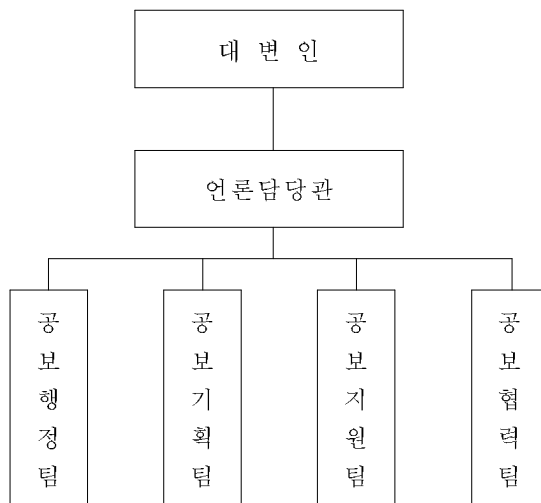 대 변 인
언론담당관
공보행정팀
공보기획팀
공보지원팀
공보협력팀